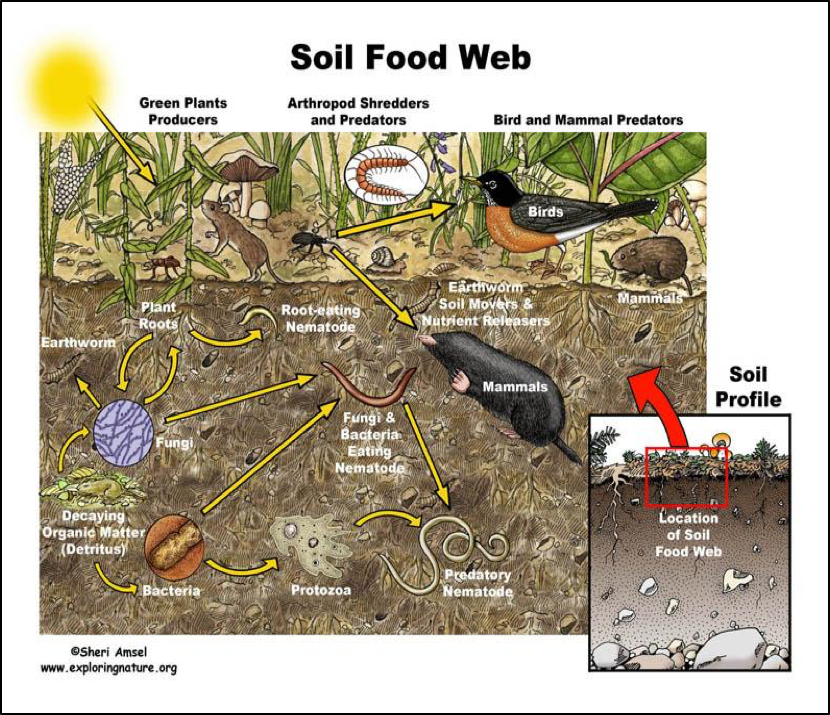 Soil Food Web
Green Plants
Producers
Arthropod Shredders
and Predators
Bird and Mammal Predators
Birds
Mammals
Earthworm
Soil Movers &
Nutrient Releasers
Plant
Roots
Root-eating
Nematode
Earthworm
Mammals
Fungi
Fungi &
Bacteria
Eating
Nematode
Decaying
Organic Matter
(Detritus)
Bacteria
Protozoa
Predatory
Nematode
Soil
Profile
Location
of Soil
Food Web
©Sheri Amsel
www.exploringnature.org